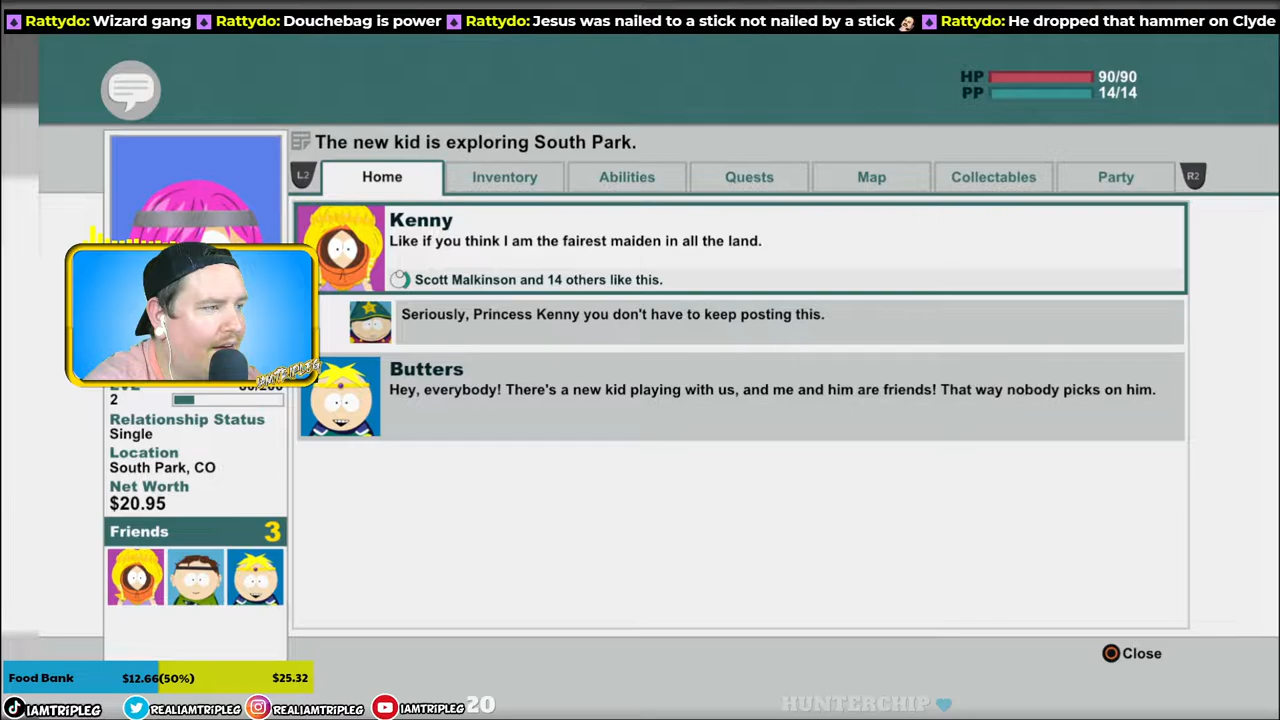 Rattydo: Wizard gang Rattydo: Douchebag is power Rattydo: Jesus was nailed to a stick not nailed by a stick Rattydo: He dropped that hammer on Clyde
HP 90/90
PP 14/14
The new kid is exploring South Park.
L2 Home Inventory Abilities Quests Map Collectables Party R2
Kenny
Like if you think I am the fairest maiden in all the land.
Scott Malkinson and 14 others like this.
Seriously, Princess Kenny you don't have to keep posting this.
Butters
Hey, everybody! There's a new kid playing with us, and me and him are friends! That way nobody picks on him.
IAMTRIPLEG
2
Relationship Status
Single
Location
South Park, CO
Net Worth
$20.95
Friends 3
Close
Food Bank $12.66(50%) $25.32
IAMTRIPLEG REALIAMTRIPLEG REALIAMTRIPLEG IAMTRIPLEG 20
HUNTERCHIP